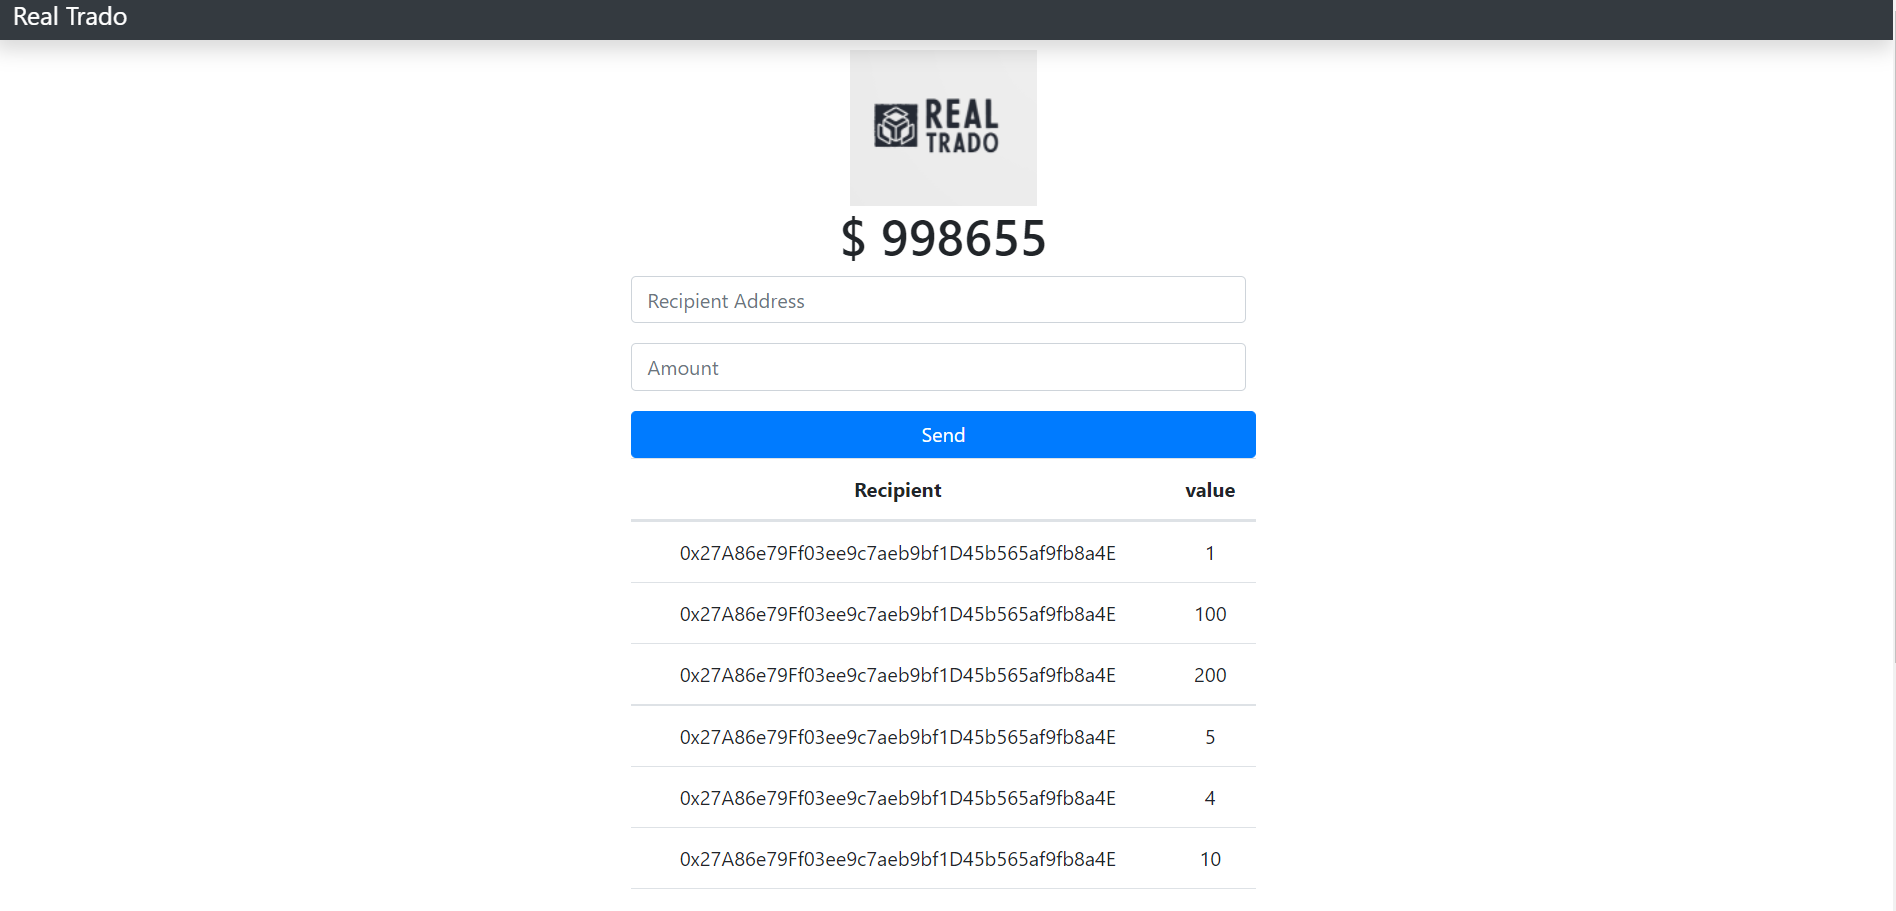 Real Trado
REAL
TRADO
$ 998655
Recipient Address
Amount
Send
Recipient value
0x27A86e79Ff03ee9c7aeb9bf1D45b565af9fb8a4E 1
0x27A86e79Ff03ee9c7aeb9bf1D45b565af9fb8a4E 100
0x27A86e79Ff03ee9c7aeb9bf1D45b565af9fb8a4E 200
0x27A86e79Ff03ee9c7aeb9bf1D45b565af9fb8a4E 5
0x27A86e79Ff03ee9c7aeb9bf1D45b565af9fb8a4E 4
0x27A86e79Ff03ee9c7aeb9bf1D45b565af9fb8a4E 10